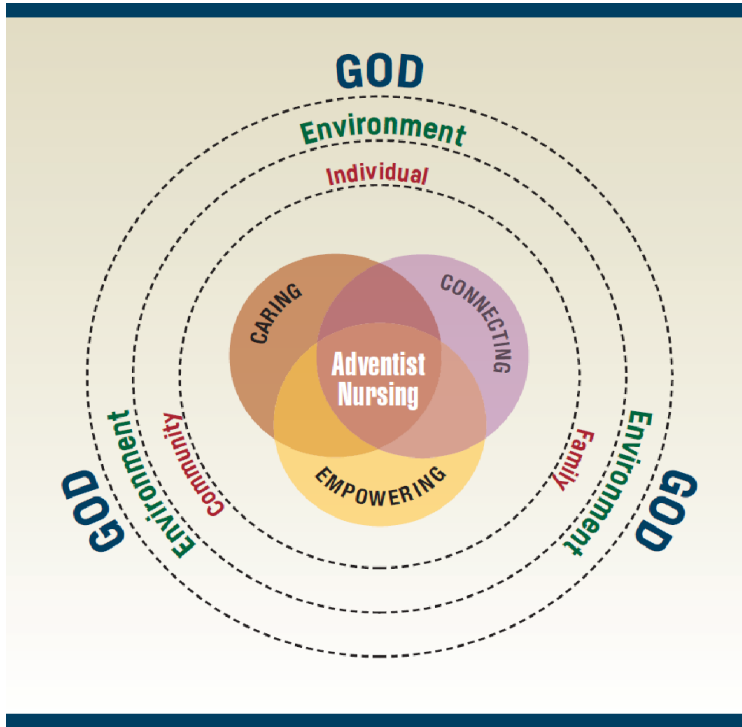 GOD
Environment
Individual
CARING
CONNECTING
Adventist
Nursing
EMPOWERING
Community
Environment
GOD
Family
Environment
GOD